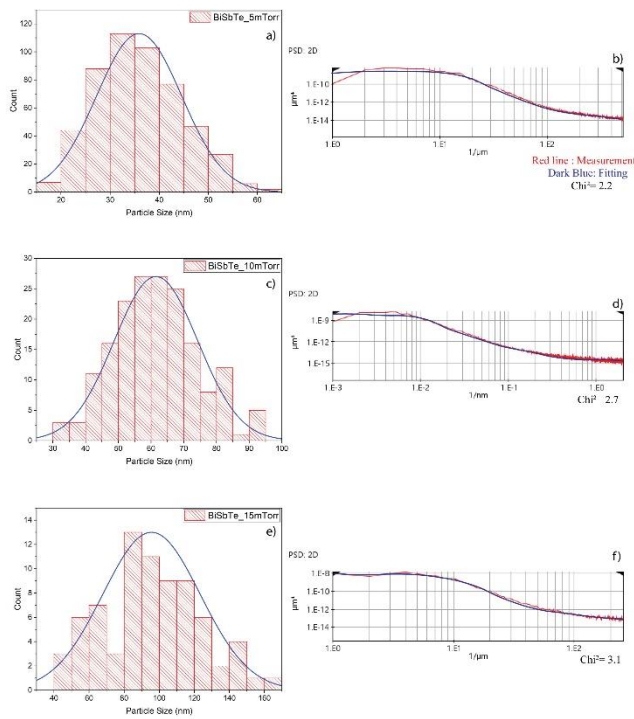 BiSbTe_5mTorr
a)
120
100
80
60
40
20
0
Count
20 30 40 50 60
Particle Size (nm)
b)
PSD: 2D
1.E-10
1.E-12
1.E-14
µm⁴
1.E0 1.E1 1.E2
1/µm
Red line : Measurement
Dark Blue: Fitting
Chi²= 2.2
BiSbTe_10mTorr
c)
30
25
20
15
10
5
0
Count
30 40 50 60 70 80 90 100
Particle Size (nm)
d)
PSD: 2D
1.E-9
1.E-12
1.E-15
µm⁴
1.E-3 1.E-2 1.E-1 1.E0
1/nm
Chi² 2.7
BiSbTe_15mTorr
e)
14
12
10
8
6
4
2
0
Count
40 60 80 100 120 140 160
Particle Size (nm)
f)
PSD: 2D
1.E-8
1.E-10
1.E-12
1.E-14
µm⁴
1.E0 1.E1 1.E2
1/µm
Chi²= 3.1